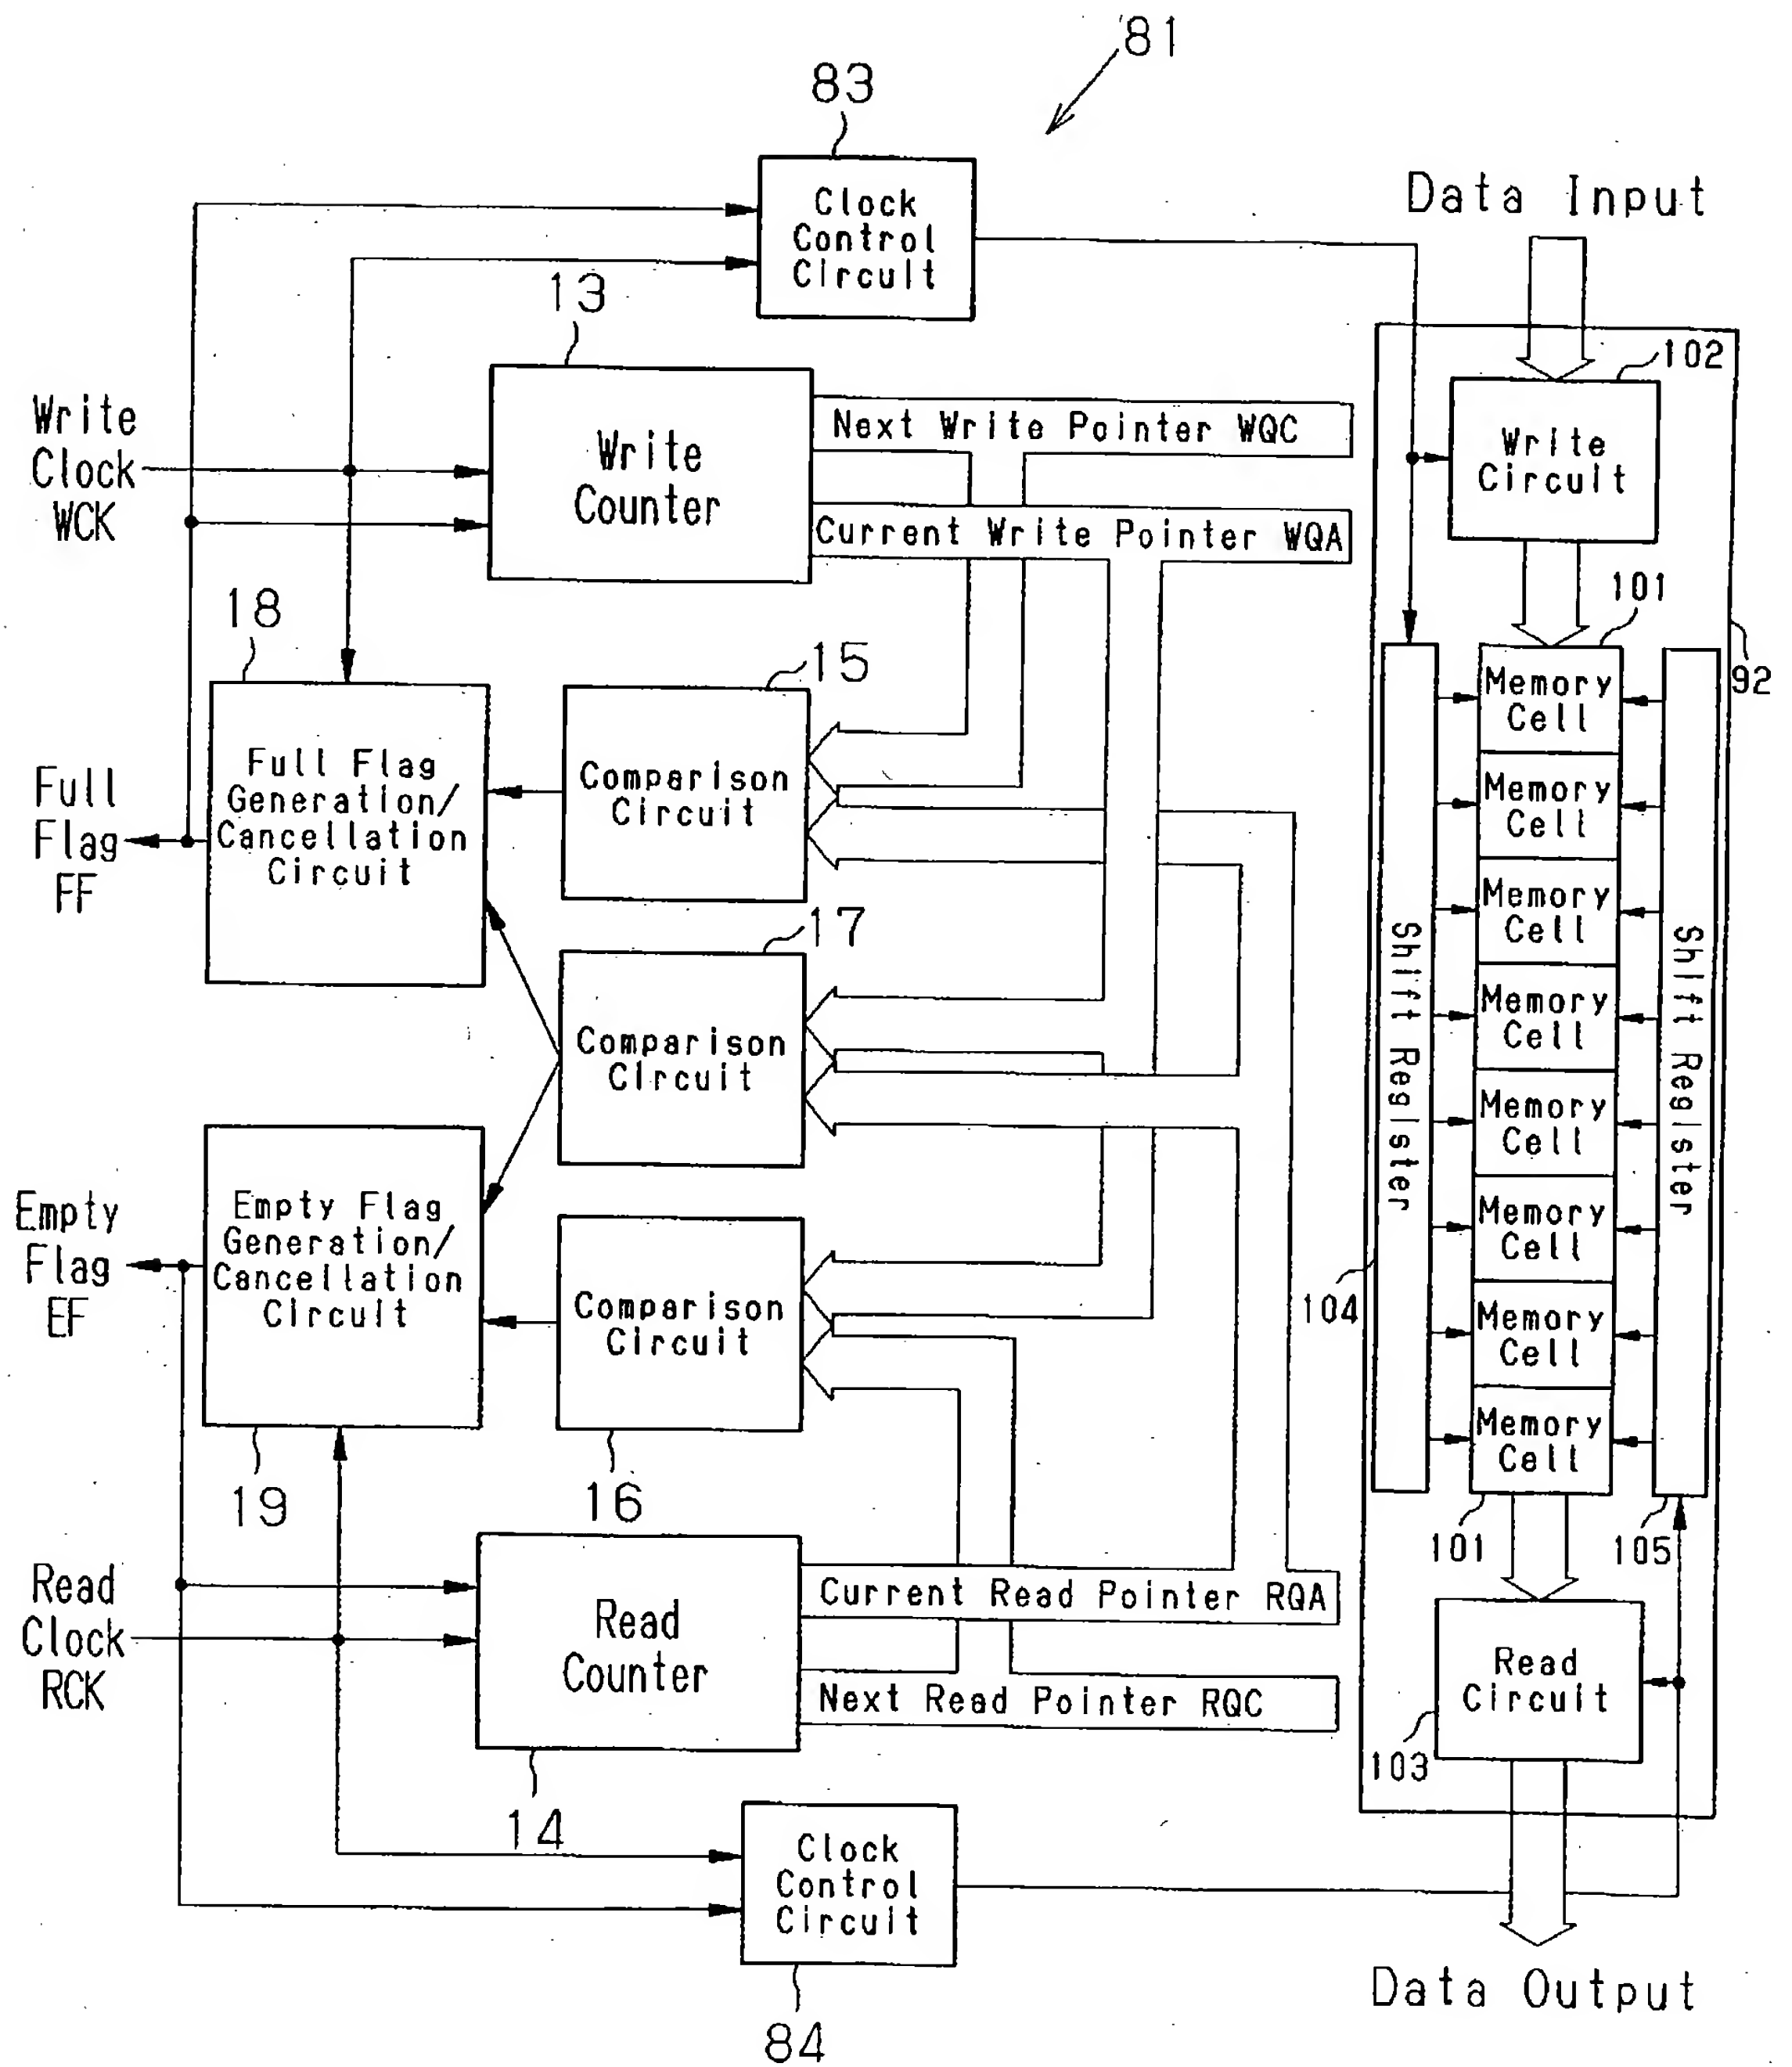 81
83
Clock
Control
Circuit
Data Input
13
102
Write
Clock
WCK
Write
Counter
Next Write Pointer WQC
Current Write Pointer WQA
Write
Circuit
101
18
15
92
Full Flag
Generation/
Cancellation
Circuit
Comparison
Circuit
Full
Flag
FF
17
Comparison
Circuit
Shift Register
Memory
Cell
Memory
Cell
Memory
Cell
Memory
Cell
Memory
Cell
Memory
Cell
Memory
Cell
Memory
Cell
Shift Register
Empty
Flag
EF
Empty Flag
Generation/
Cancellation
Circuit
Comparison
Circuit
104
19
16
101
105
Read
Clock
RCK
Read
Counter
Current Read Pointer RQA
Next Read Pointer RQC
Read
Circuit
103
14
Clock
Control
Circuit
84
Data Output